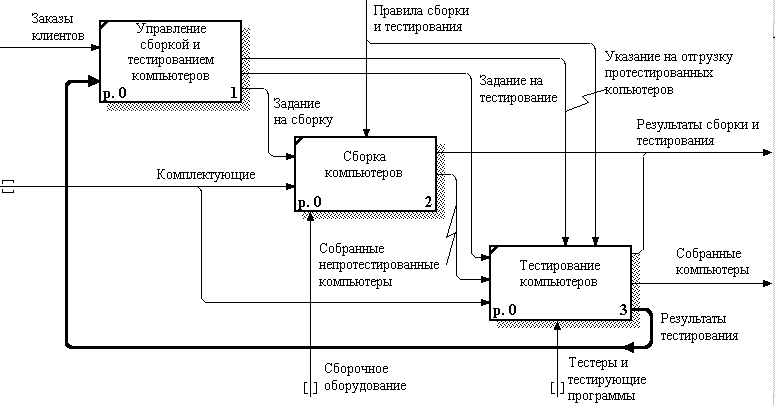 Заказы
клиентов
Управление
сборкой и
тестированием
компьютеров
р. 0
1
Правила сборки
и тестирования
Указание на отгрузку
протестированных
копьютеров
Задание на
тестирование
Задание
на сборку
Результаты сборки и
тестирования
Сборка
компьютеров
р. 0
2
Комплектующие
[ ]
Собранные
непротестированные
компьютеры
Тестирование
компьютеров
р. 0
3
Собранные
компьютеры
Результаты
тестирования
Сборочное
[ ] оборудование
Тестеры и
[ ] тестирующие
программы